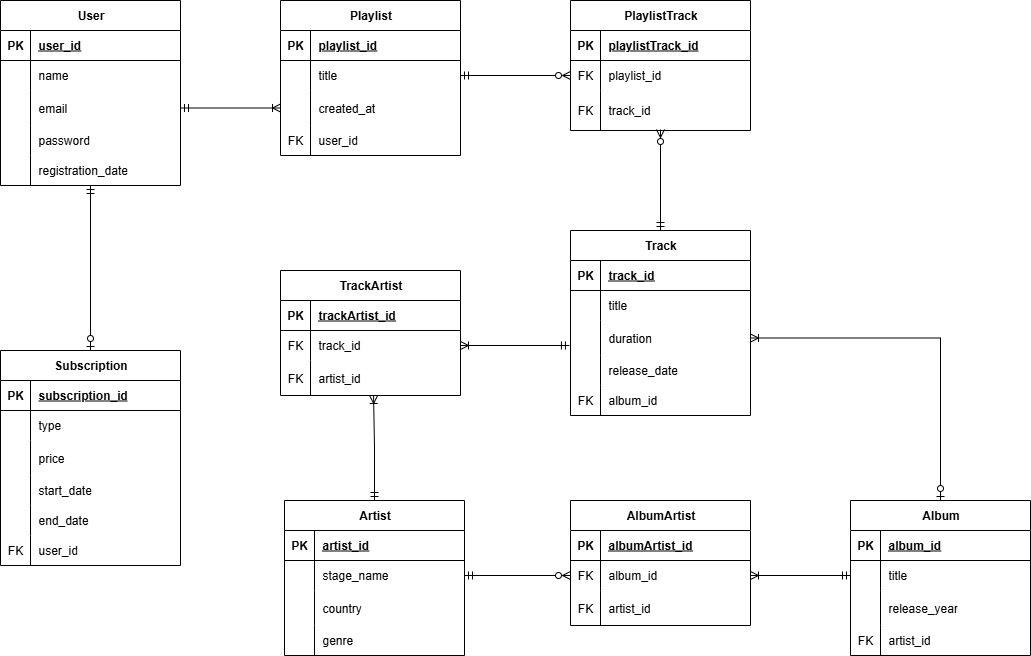 User
PK user_id
name
email
password
registration_date
Playlist
PK playlist_id
title
created_at
FK user_id
PlaylistTrack
PK playlistTrack_id
FK playlist_id
FK track_id
Track
PK track_id
title
duration
release_date
FK album_id
TrackArtist
PK trackArtist_id
FK track_id
FK artist_id
Subscription
PK subscription_id
type
price
start_date
end_date
FK user_id
Artist
PK artist_id
stage_name
country
genre
AlbumArtist
PK albumArtist_id
FK album_id
FK artist_id
Album
PK album_id
title
release_year
FK artist_id